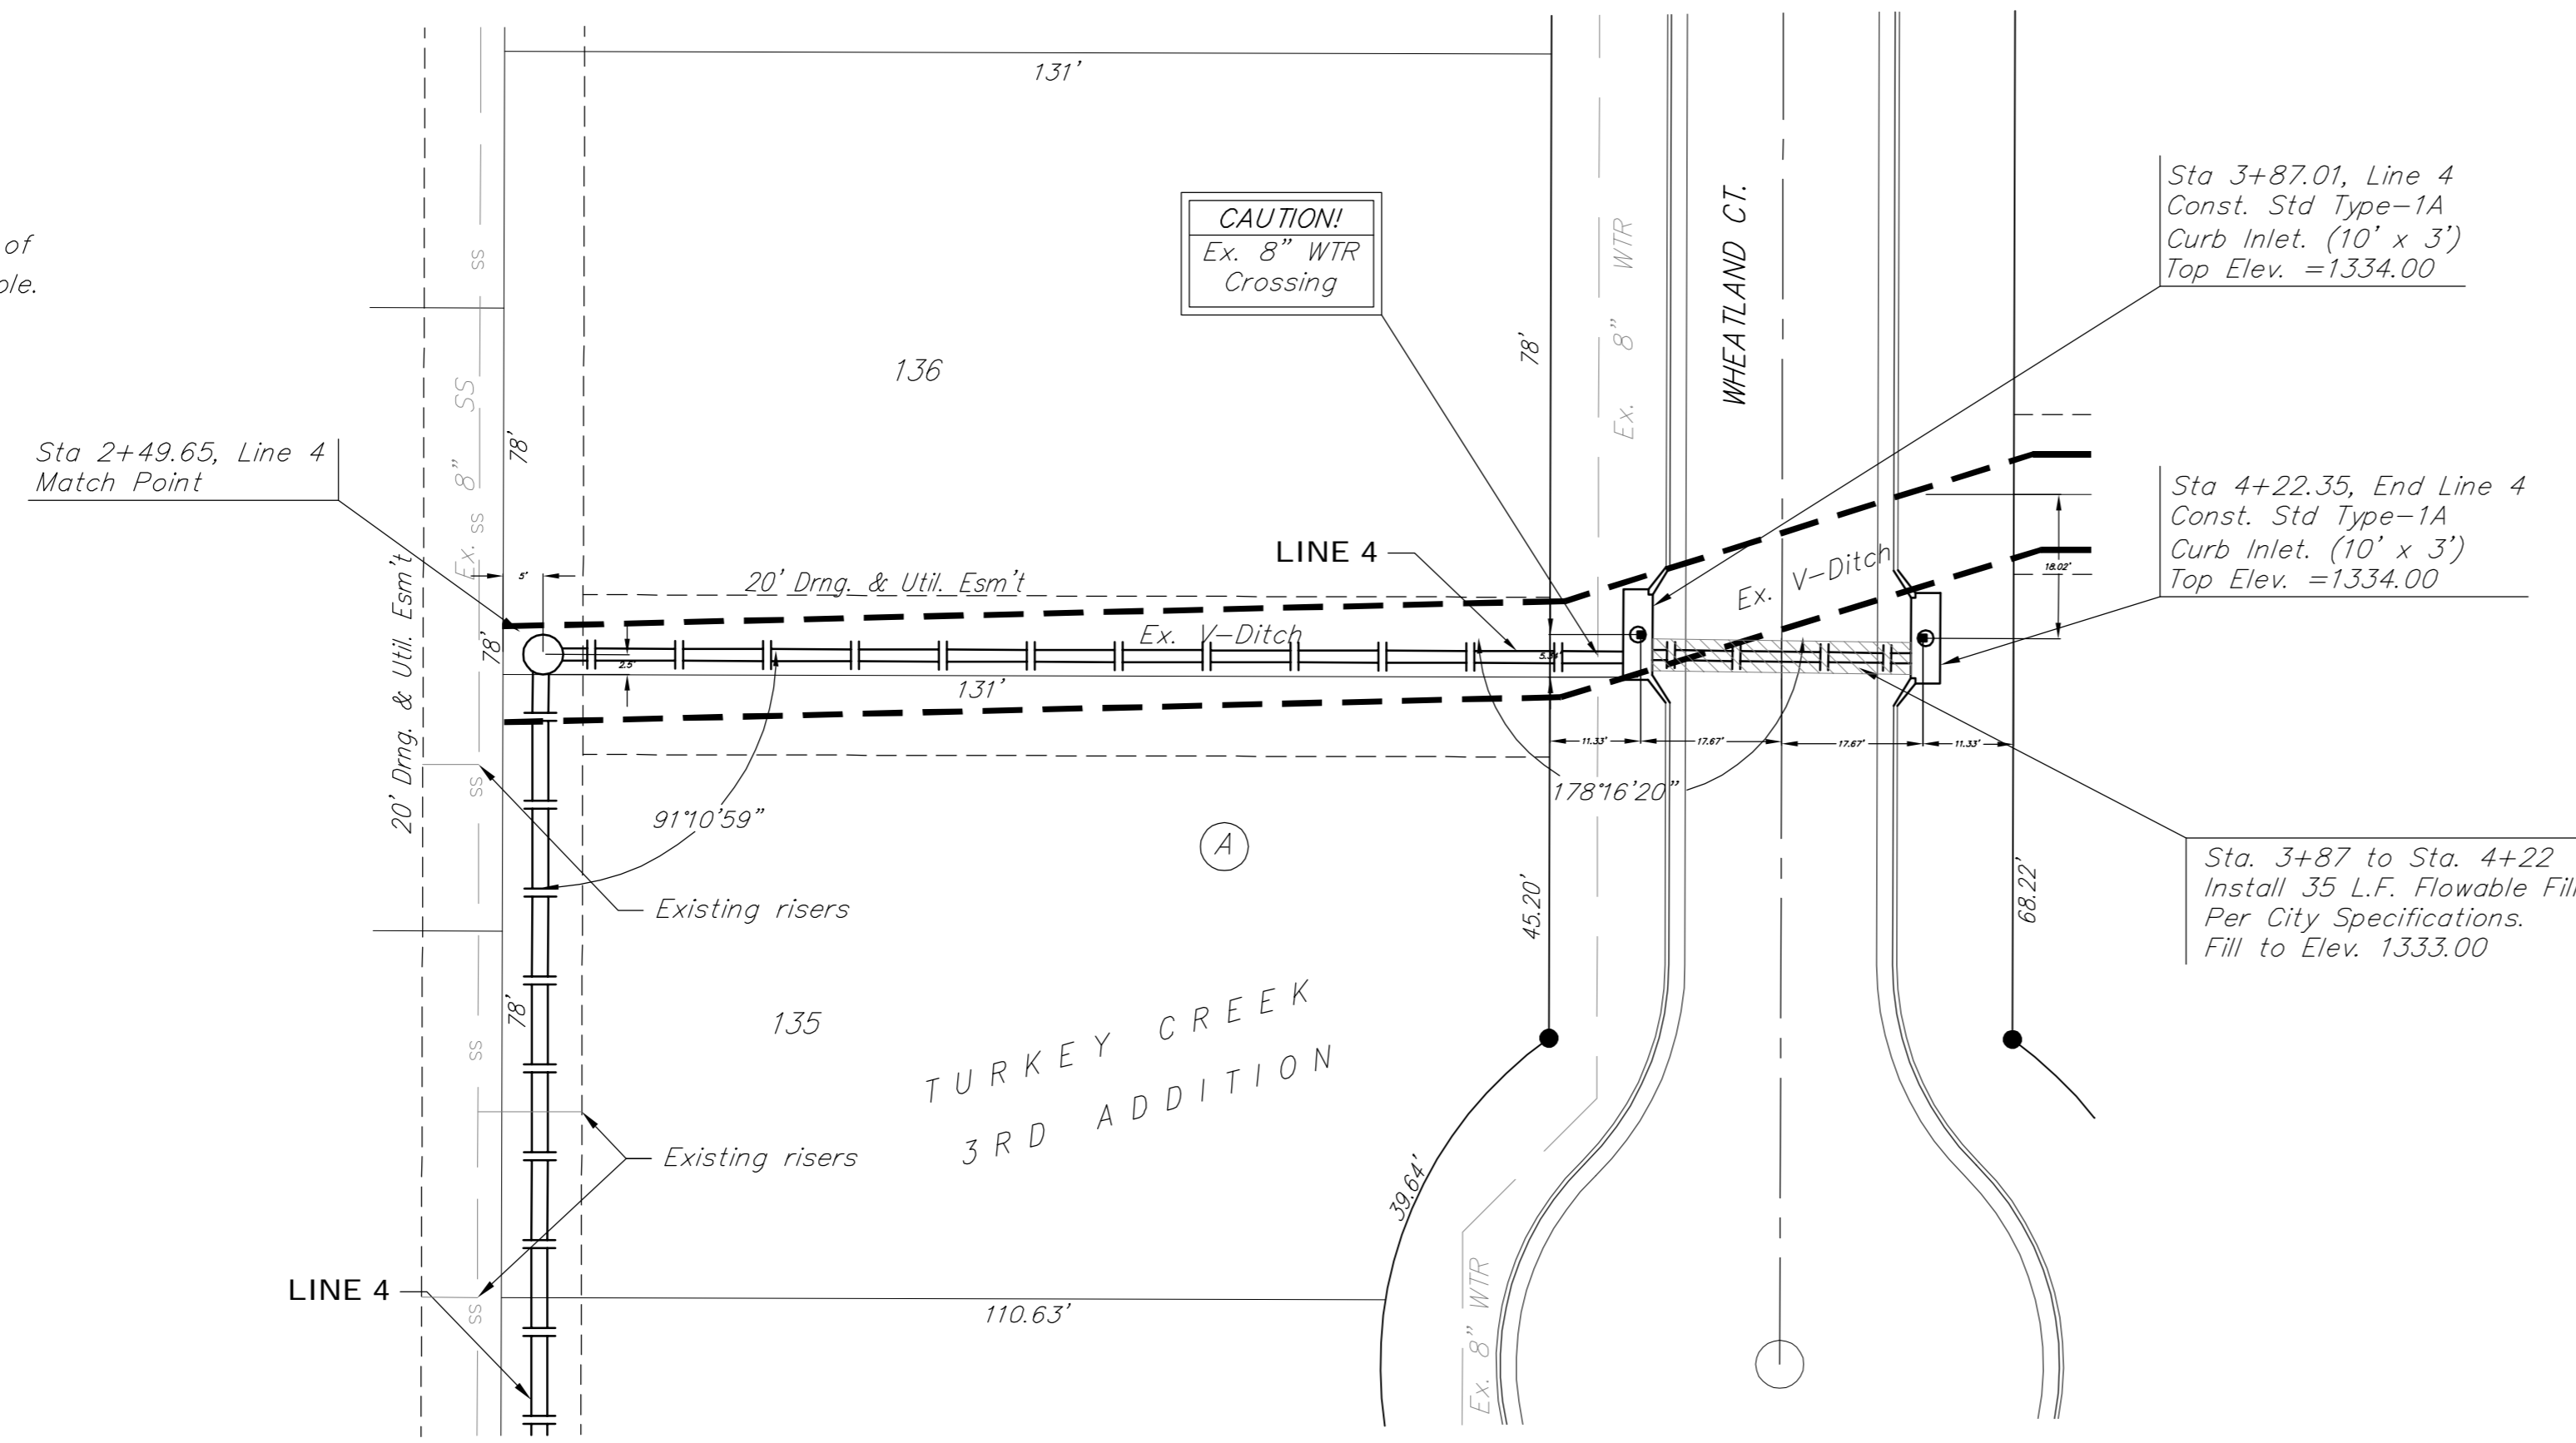 of
131'
WHEATLAND CT.
Ex. 8" WTR
Sta 3+87.01, Line 4
Const. Std Type-1A
Curb Inlet. (10' x 3')
Top Elev. =1334.00
CAUTION!
Ex. 8" WTR
Crossing
136
78'
SS
Ex. 8" SS
78'
Sta 2+49.65, Line 4
Match Point
SS
Sta 4+22.35, End Line 4
Const. Std Type-1A
Curb Inlet. (10' x 3')
Top Elev. =1334.00
18.02'
LINE 4
20' Drng. & Util. Esm't
Ex. V-Ditch
Ex. V-Ditch
5'
2.5'
78'
131'
20' Drng. & Util. Esm't
11.33'
17.67'
17.67'
11.33'
178°16'20"
91°10'59"
SS
A
Existing risers
45.20'
68.22'
Sta. 3+87 to Sta. 4+22
Install 35 L.F. Flowable Fill
Per City Specifications.
Fill to Elev. 1333.00
78'
135
TURKEY CREEK
3RD ADDITION
SS
Existing risers
39.64'
LINE 4
SS
110.63'
Ex. 8" WTR